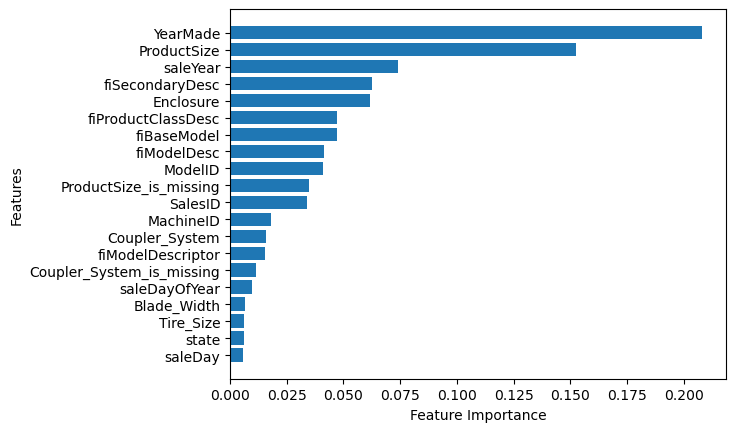 YearMade
ProductSize
saleYear
fiSecondaryDesc
Enclosure
fiProductClassDesc
fiBaseModel
fiModelDesc
ModelID
ProductSize_is_missing
SalesID
MachineID
Coupler_System
fiModelDescriptor
Coupler_System_is_missing
saleDayOfYear
Blade_Width
Tire_Size
state
saleDay
Features
0.000 0.025 0.050 0.075 0.100 0.125 0.150 0.175 0.200
Feature Importance